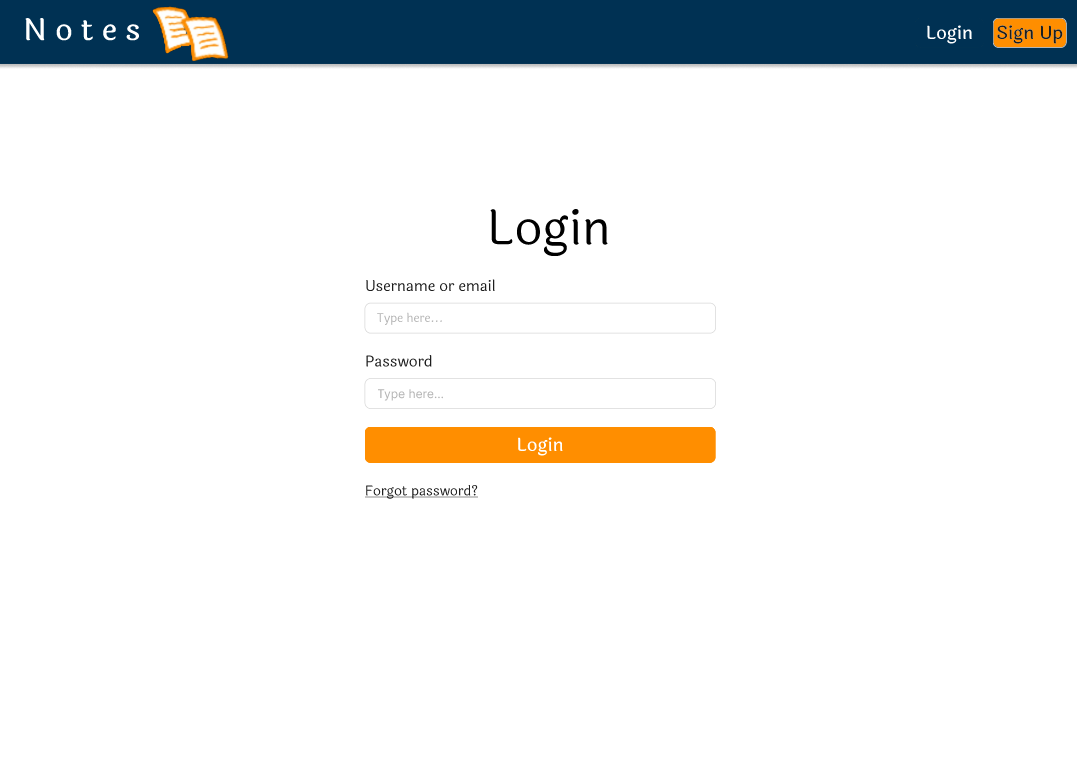 Notes
Login
Sign Up
Login
Username or email
Type here...
Password
Type here...
Login
Forgot password?